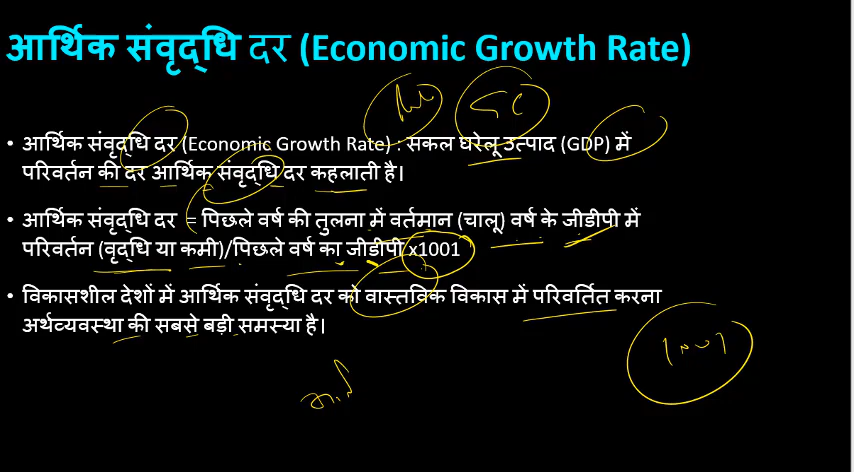 आर्थिक संवृद्धि दर (Economic Growth Rate)
• आर्थिक संवृद्धि दर (Economic Growth Rate) : सकल घरेलू उत्पाद (GDP) में
परिवर्तन की दर आर्थिक संवृद्धि दर कहलाती है।
• आर्थिक संवृद्धि दर = पिछले वर्ष की तुलना में वर्तमान (चालू) वर्ष के जीडीपी में
परिवर्तन (वृद्धि या कमी)/पिछले वर्ष का जीडीपी x1001
• विकासशील देशों में आर्थिक संवृद्धि दर को वास्तविक विकास में परिवर्तित करना
अर्थव्यवस्था की सबसे बड़ी समस्या है।